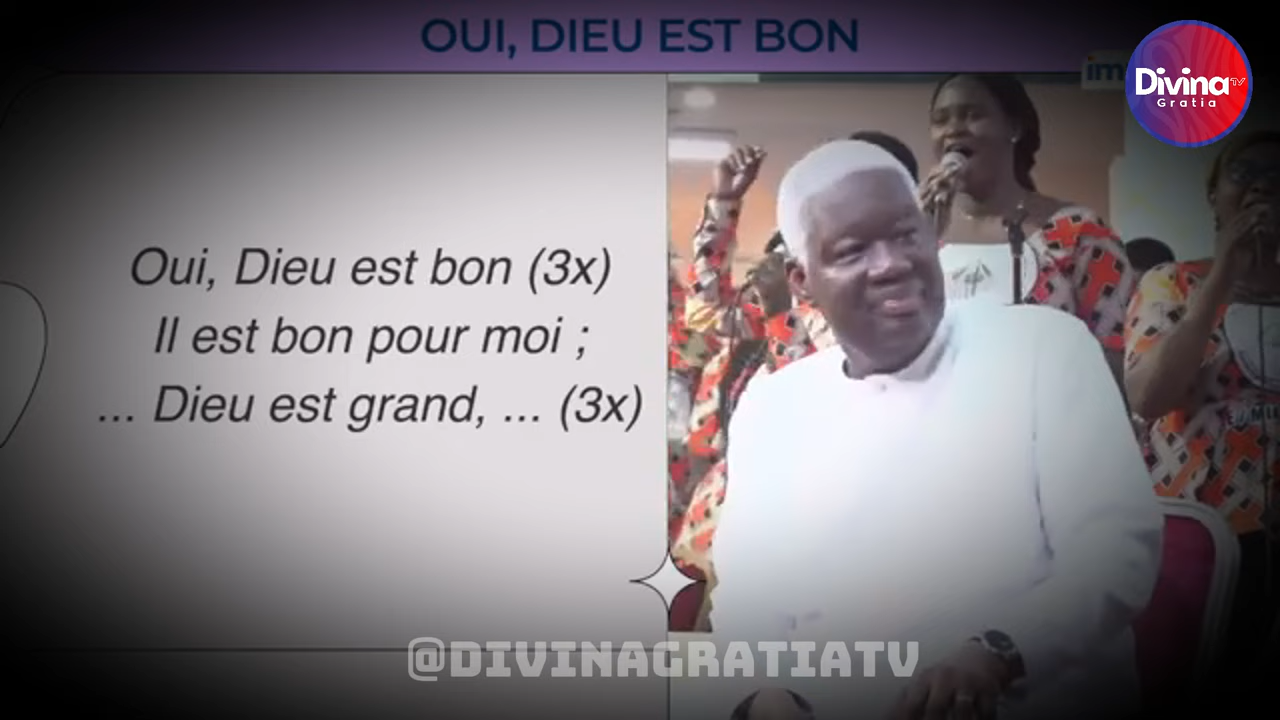 OUI, DIEU EST BON
im
Divina TV
Gratia
Oui, Dieu est bon (3x)
Il est bon pour moi ;
... Dieu est grand, ... (3x)
@DIVINAGRATIATV